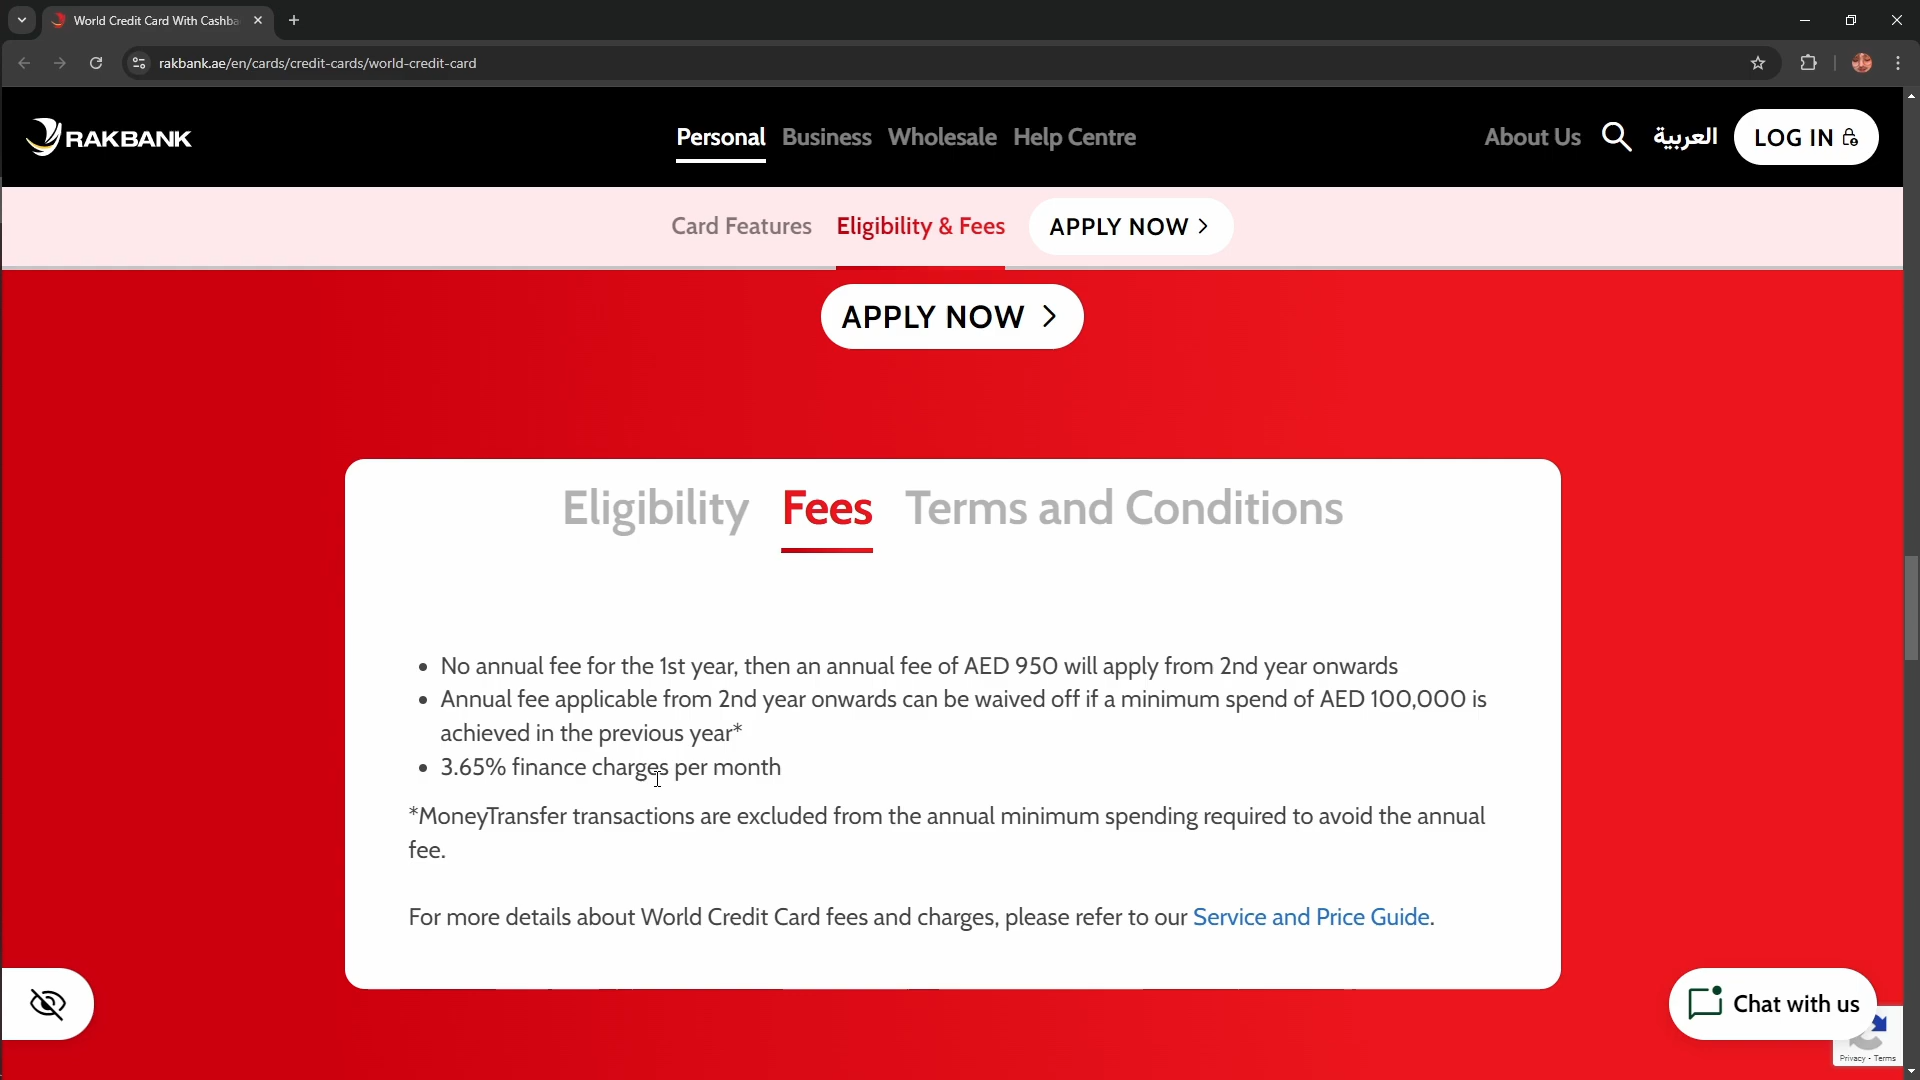 World Credit Card With Cashba
rakbank.ae/en/cards/credit-cards/world-credit-card
RAKBANK
Personal Business Wholesale Help Centre
About Us العربية LOG IN
Card Features Eligibility & Fees APPLY NOW >
APPLY NOW >
Eligibility Fees Terms and Conditions
• No annual fee for the 1st year, then an annual fee of AED 950 will apply from 2nd year onwards
• Annual fee applicable from 2nd year onwards can be waived off if a minimum spend of AED 100,000 is
achieved in the previous year*
• 3.65% finance charges per month
*MoneyTransfer transactions are excluded from the annual minimum spending required to avoid the annual
fee.
For more details about World Credit Card fees and charges, please refer to our Service and Price Guide.
Chat with us
Privacy - Terms